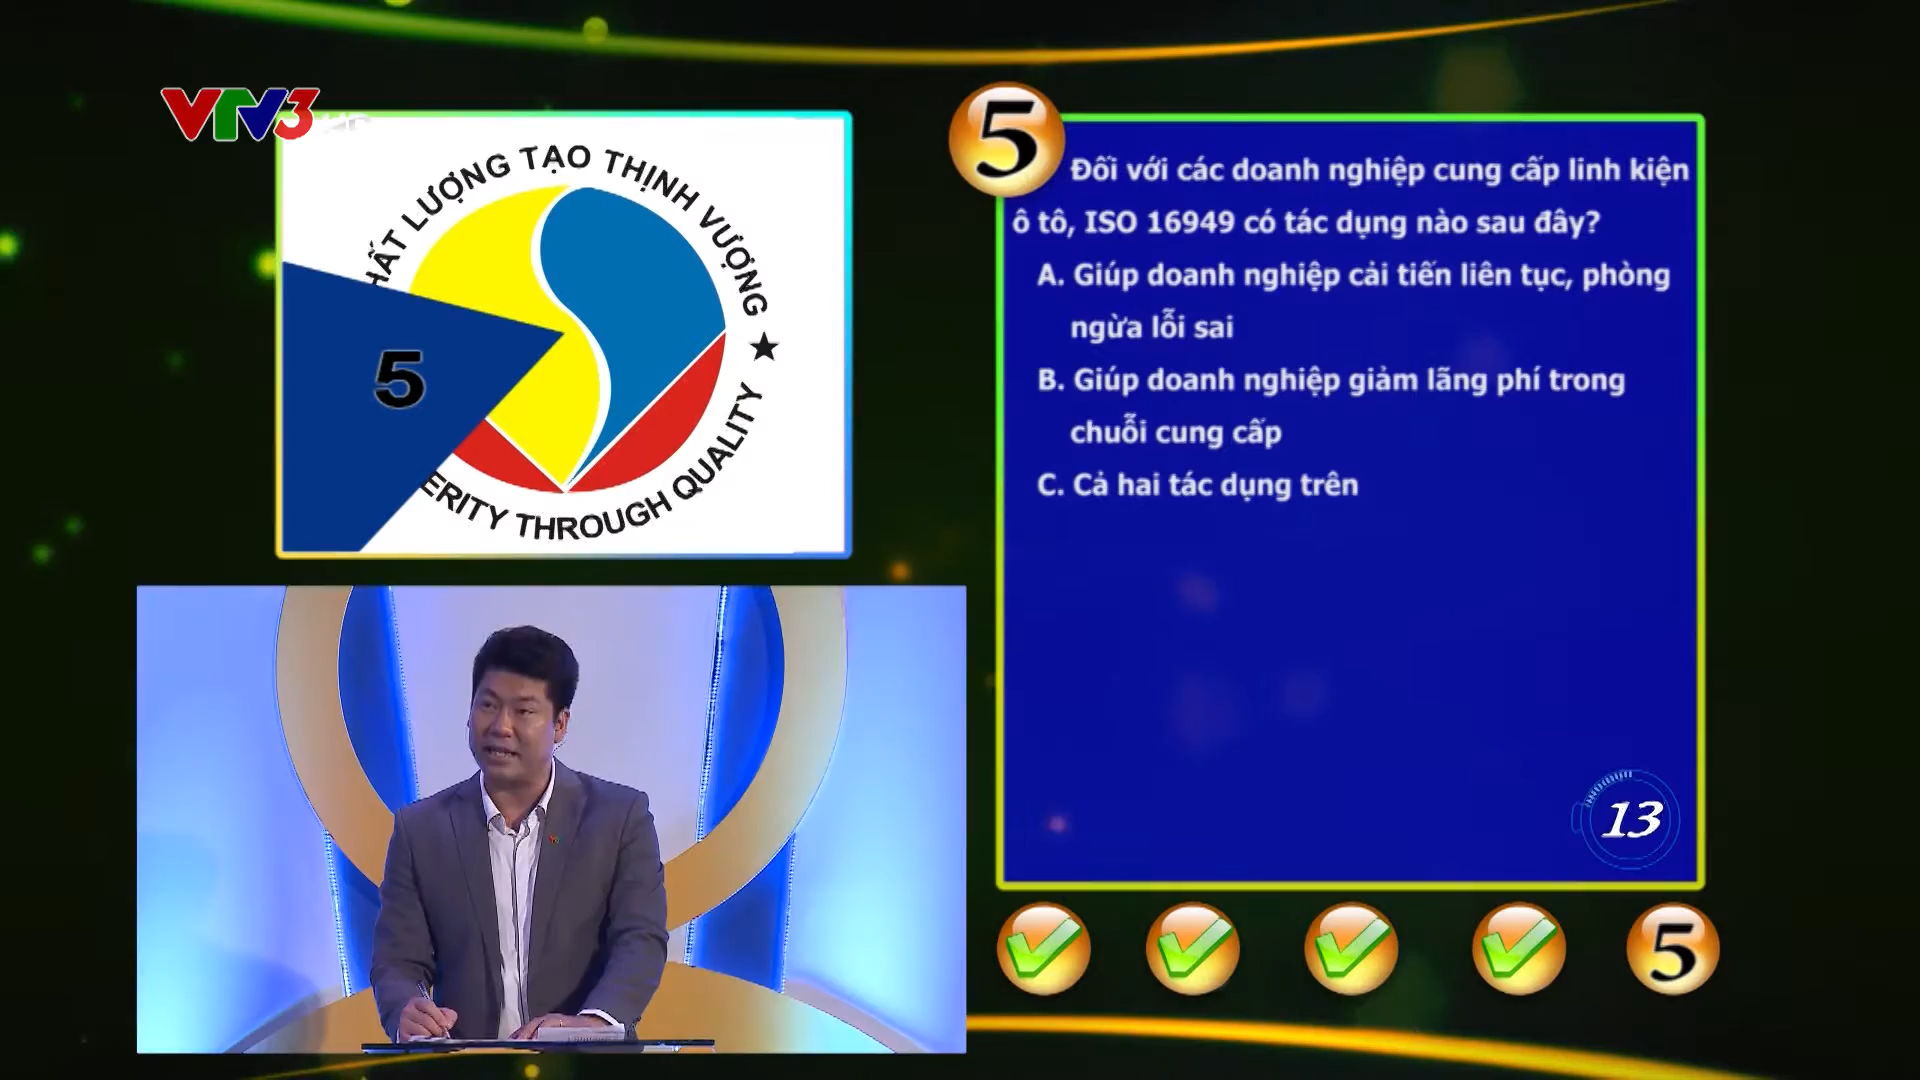 VTV3
HẤT LƯỢNG TẠO THỊNH VƯỢNG ★
ERITY THROUGH QUALITY
5
5
Đối với các doanh nghiệp cung cấp linh kiện
ô tô, ISO 16949 có tác dụng nào sau đây?
A. Giúp doanh nghiệp cải tiến liên tục, phòng
ngừa lỗi sai
B. Giúp doanh nghiệp giảm lãng phí trong
chuỗi cung cấp
C. Cả hai tác dụng trên
13
5